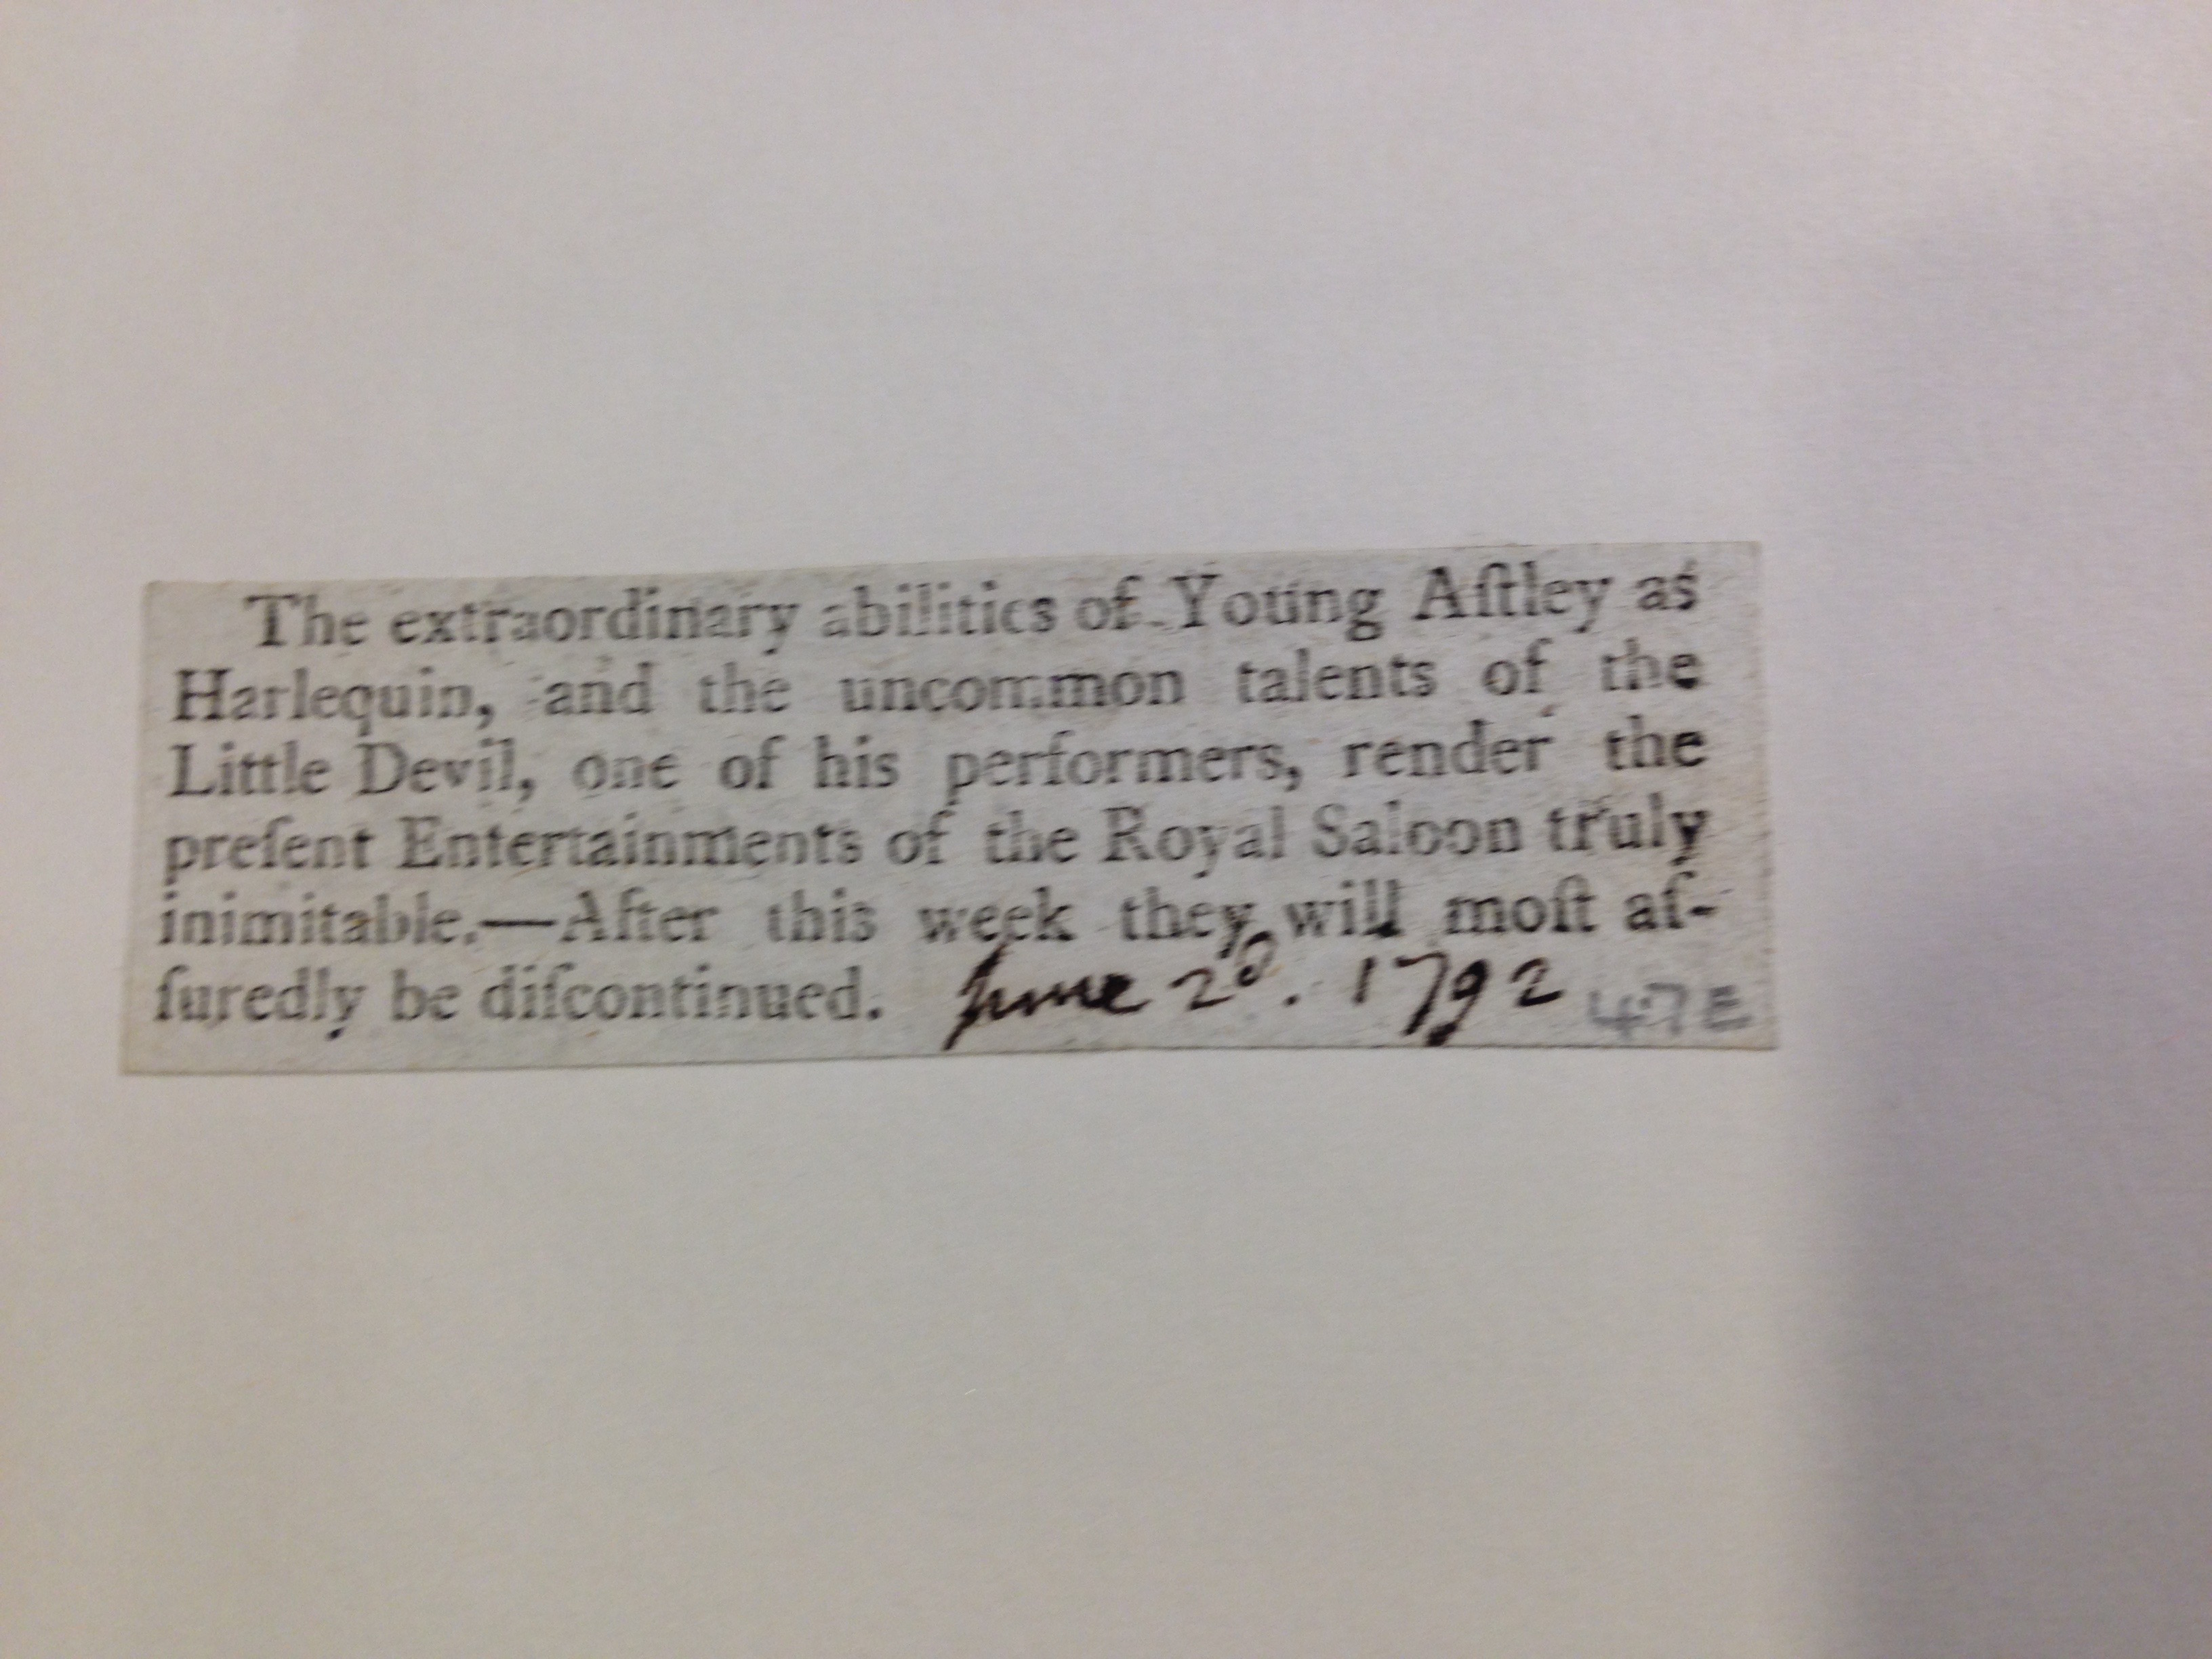 The extraordinary abilities of Young Aſtley as
Harlequin, and the uncommon talents of the
Little Devil, one of his performers, render the
preſent Entertainments of the Royal Saloon truly
inimitable.—After this week they will moſt aſ-
ſuredly be diſcontinued. June 2d. 1792 47E